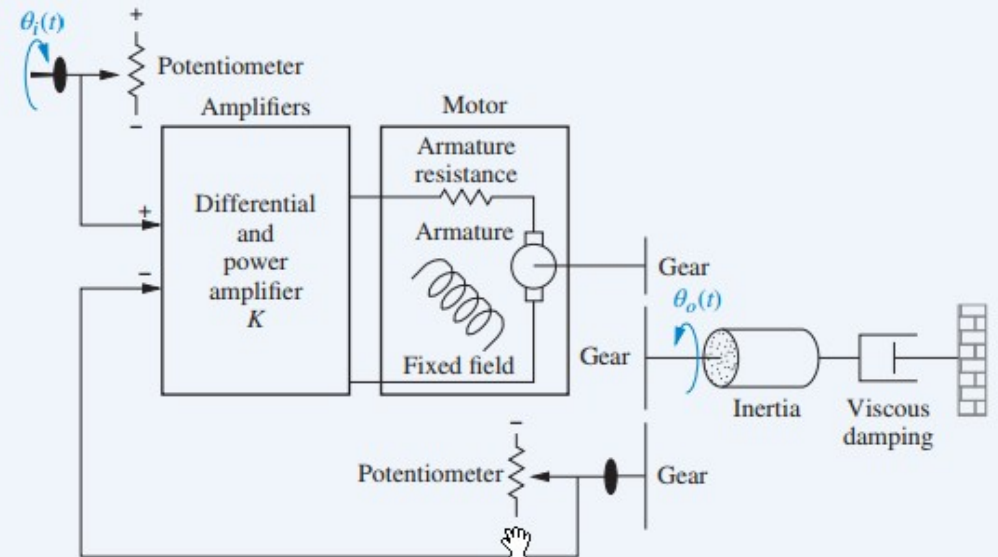 θi(t)
+
Potentiometer
−
Amplifiers
Motor
Armature
resistance
+
Differential
and
power
amplifier
K
−
Armature
Fixed field
Gear
θo(t)
Gear
Inertia
Viscous
damping
−
Potentiometer
Gear